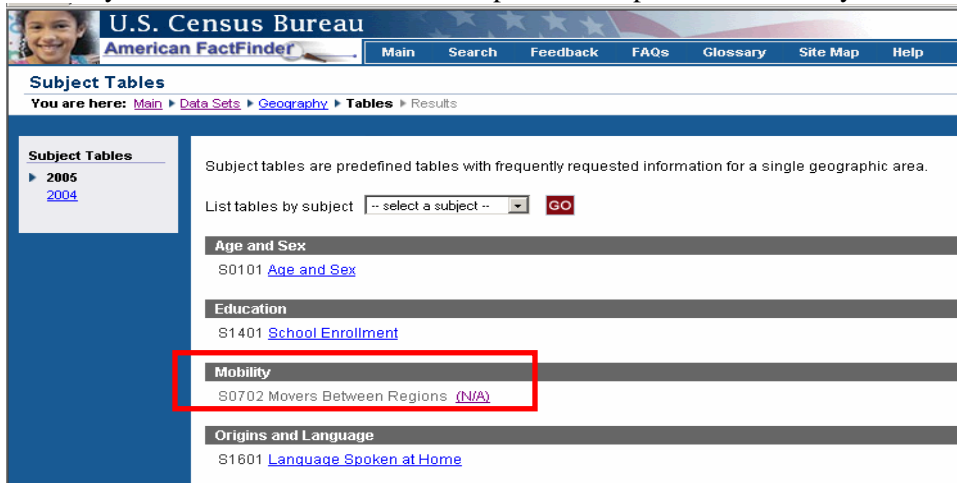 U.S. Census Bureau
American FactFinder
Main Search Feedback FAQs Glossary Site Map Help
Subject Tables
You are here: Main Data Sets Geography Tables Results
Subject Tables
2005
2004
Subject tables are predefined tables with frequently requested information for a single geographic area.
List tables by subject -- select a subject -- GO
Age and Sex
S0101 Age and Sex
Education
S1401 School Enrollment
Mobility
S0702 Movers Between Regions (N/A)
Origins and Language
S1601 Language Spoken at Home